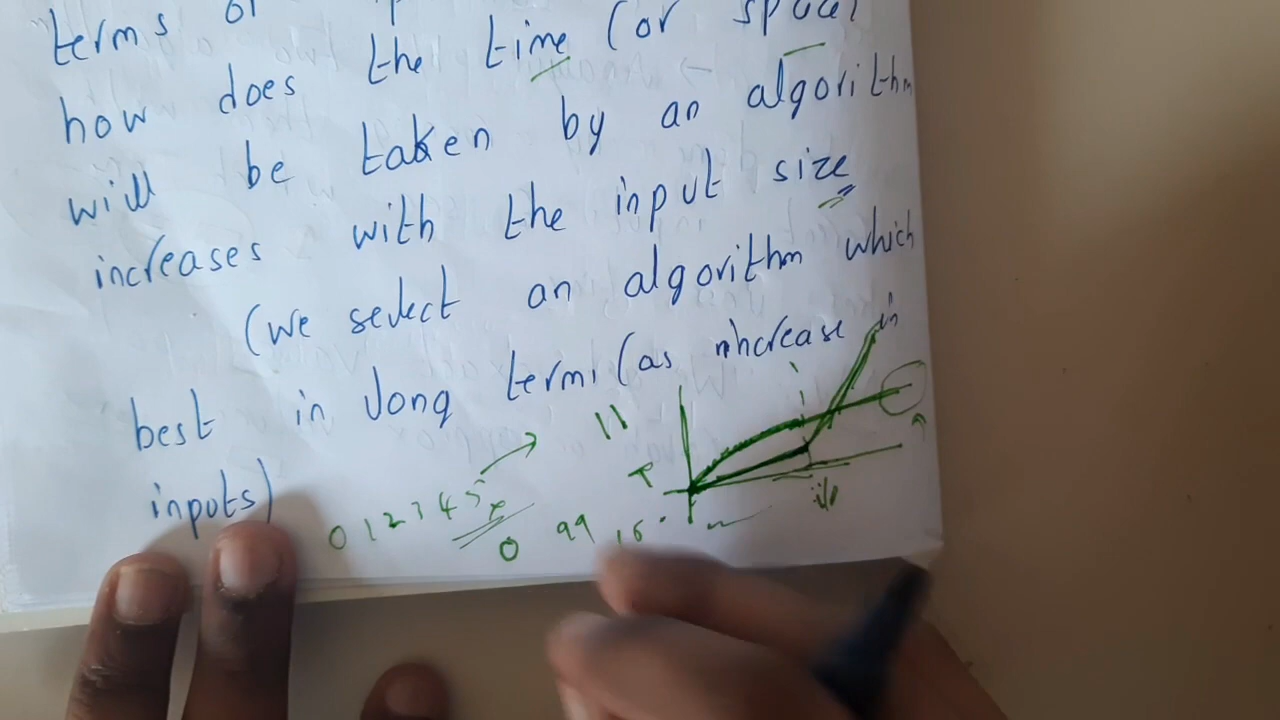 terms of
how does the time (or space)
will be taken by an algorithm
increases with the input size
(we select an algorithm which
best in long term, (as increase in
inputs)
0 1 2 3 4 5
0 99
T
i/p